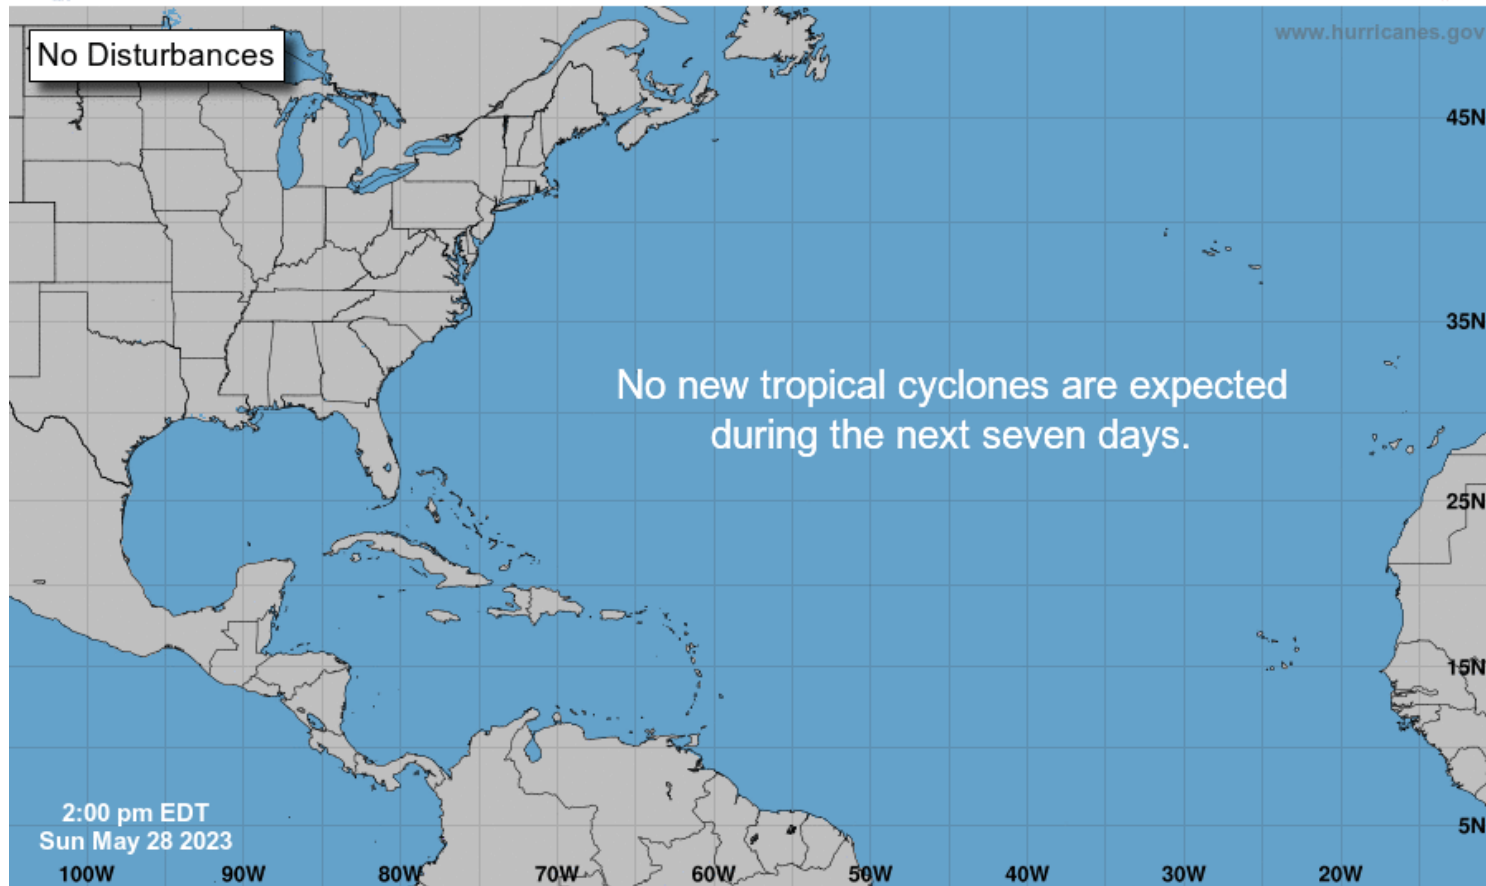 No Disturbances
www.hurricanes.gov
45N
35N
No new tropical cyclones are expected
during the next seven days.
25N
15N
2:00 pm EDT
Sun May 28 2023
5N
100W 90W 80W 70W 60W 50W 40W 30W 20W